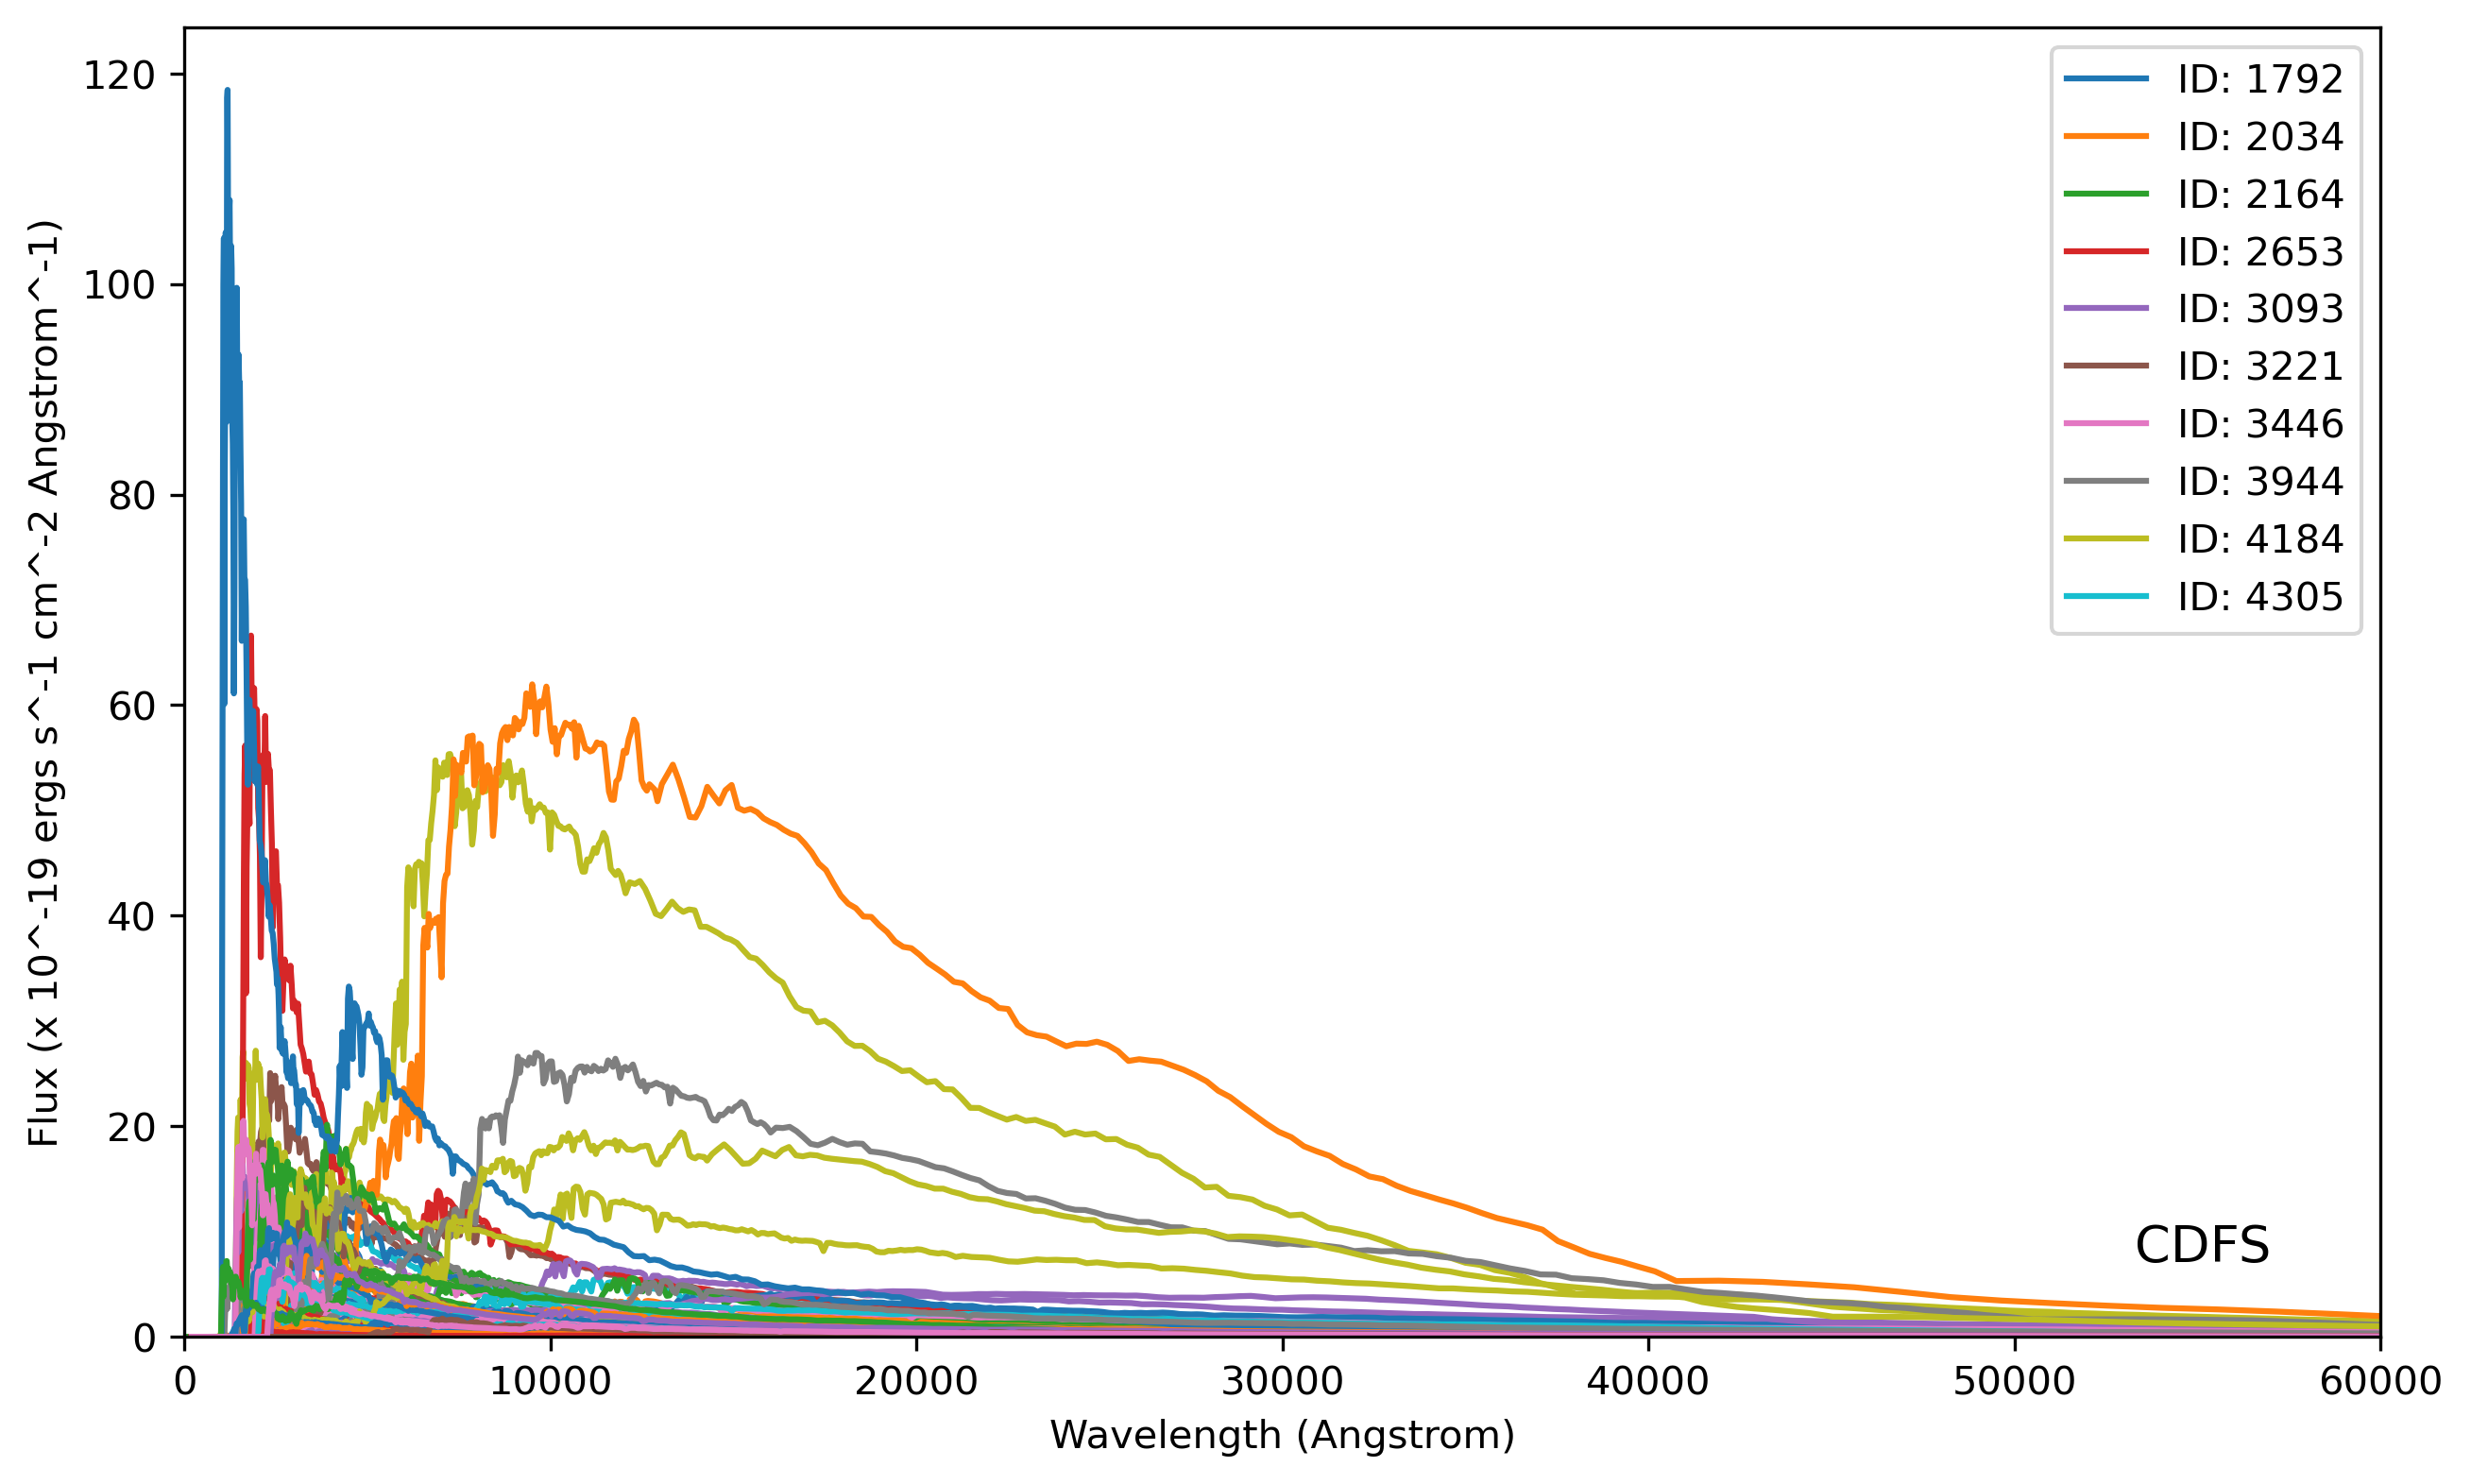 120
100
80
60
40
20
0
Flux (x 10^-19 ergs s^-1 cm^-2 Angstrom^-1)
ID: 1792
ID: 2034
ID: 2164
ID: 2653
ID: 3093
ID: 3221
ID: 3446
ID: 3944
ID: 4184
ID: 4305
CDFS
0 10000 20000 30000 40000 50000 60000
Wavelength (Angstrom)